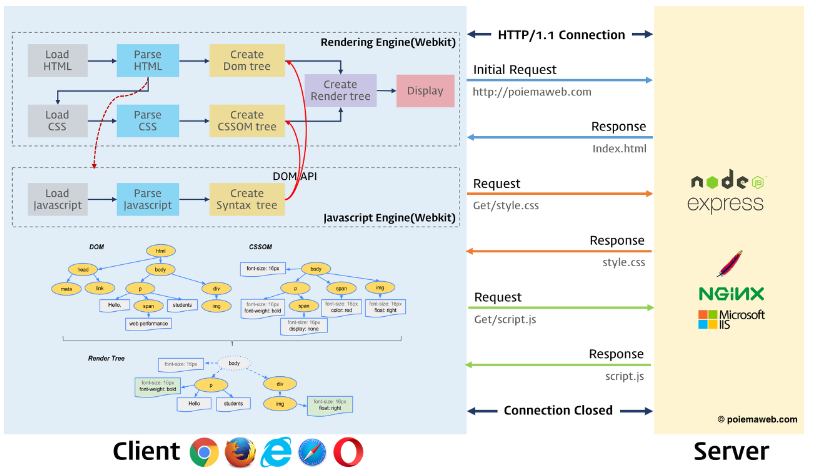 Rendering Engine(Webkit)
Load
HTML
Parse
HTML
Create
Dom tree
Create
Render tree
Display
Load
CSS
Parse
CSS
Create
CSSOM tree
DOM API
Load
Javascript
Parse
Javascript
Create
Syntax tree
Javascript Engine(Webkit)
DOM
html
head
body
meta
link
p
div
Hello,
span
students
img
web performance
CSSOM
font-size: 16px
body
p
span
img
font-size: 16px
font-weight: bold
span
font-size: 16px
color: red
font-size: 16px
float: right
font-size: 16px
display: none
Render Tree
font-size: 16px
body
font-size: 16px
font-weight: bold
p
div
Hello
students
img
font-size: 16px
float: right
HTTP/1.1 Connection
Initial Request
http://poiemaweb.com
Response
Index.html
Request
Get/style.css
Response
style.css
Request
Get/script.js
Response
script.js
Connection Closed
node
JS
express
NGINX
Microsoft
IIS
© poiemaweb.com
Client
Server